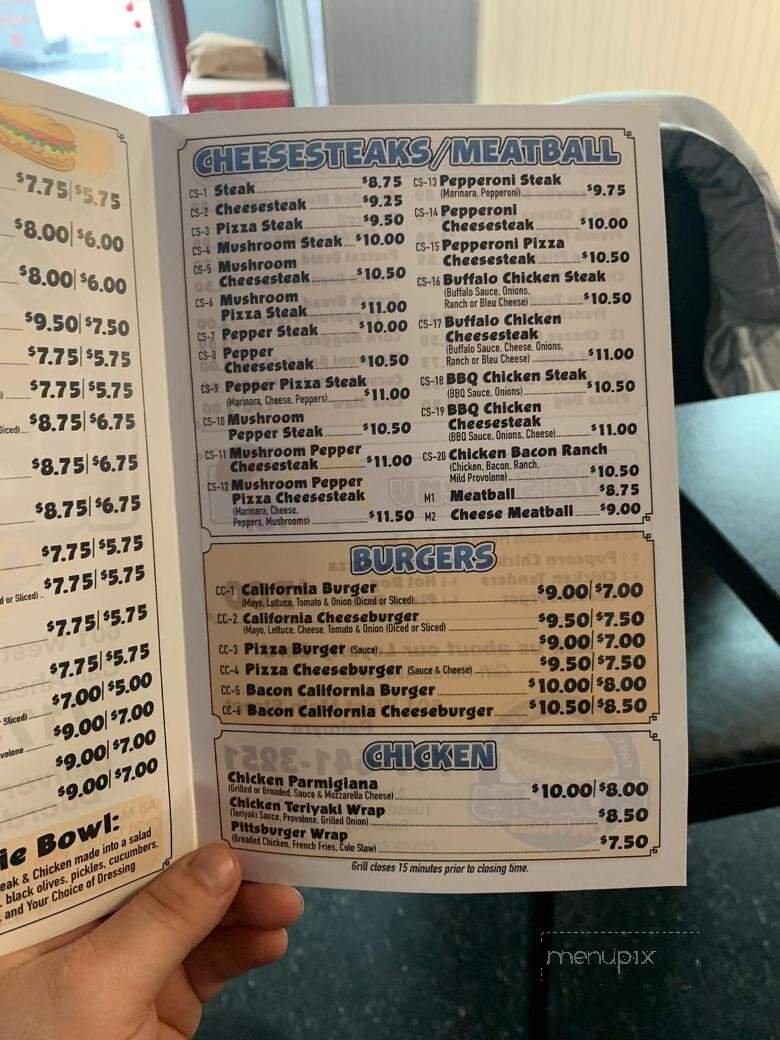 $7.75 $5.75
$8.00 $6.00
$8.00 $6.00
$9.50 $7.50
$7.75 $5.75
$7.75 $5.75
$8.75 $6.75
$8.75 $6.75
$8.75 $6.75
$7.75 $5.75
d or Sliced) $7.75 $5.75
$7.75 $5.75
$7.75 $5.75
Sliced) $7.00 $5.00
$9.00 $7.00
$9.00 $7.00
$9.00 $7.00
ie Bowl:
eak & Chicken made into a salad
black olives, pickles, cucumbers,
and Your Choice of Dressing
CHEESESTEAKS/MEATBALL
CS-1 Steak $8.75
CS-2 Cheesesteak $9.25
CS-3 Pizza Steak $9.50
CS-4 Mushroom Steak $10.00
CS-5 Mushroom
Cheesesteak $10.50
CS-6 Mushroom
Pizza Steak $11.00
CS-7 Pepper Steak $10.00
CS-8 Pepper
Cheesesteak $10.50
CS-9 Pepper Pizza Steak
(Marinara, Cheese, Peppers) $11.00
CS-10 Mushroom
Pepper Steak $10.50
CS-11 Mushroom Pepper
Cheesesteak $11.00
CS-12 Mushroom Pepper
Pizza Cheesesteak
(Marinara, Cheese,
Peppers, Mushrooms) $11.50
CS-13 Pepperoni Steak
(Marinara, Pepperoni) $9.75
CS-14 Pepperoni
Cheesesteak $10.00
CS-15 Pepperoni Pizza
Cheesesteak $10.50
CS-16 Buffalo Chicken Steak
(Buffalo Sauce, Onions,
Ranch or Bleu Cheese) $10.50
CS-17 Buffalo Chicken
Cheesesteak
(Buffalo Sauce, Cheese, Onions,
Ranch or Bleu Cheese) $11.00
CS-18 BBQ Chicken Steak
(BBQ Sauce, Onions) $10.50
CS-19 BBQ Chicken
Cheesesteak
(BBQ Sauce, Onions, Cheese) $11.00
CS-20 Chicken Bacon Ranch
(Chicken, Bacon, Ranch,
Mild Provolone) $10.50
M1 Meatball $8.75
M2 Cheese Meatball $9.00
BURGERS
CC-1 California Burger
(Mayo, Lettuce, Tomato & Onion (Diced or Sliced) $9.00 $7.00
CC-2 California Cheeseburger
(Mayo, Lettuce, Cheese, Tomato & Onion (Diced or Sliced) $9.50 $7.50
CC-3 Pizza Burger (Sauce) $9.00 $7.00
CC-4 Pizza Cheeseburger (Sauce & Cheese) $9.50 $7.50
CC-5 Bacon California Burger $10.00 $8.00
CC-6 Bacon California Cheeseburger $10.50 $8.50
CHICKEN
Chicken Parmigiana
(Grilled or Breaded, Sauce & Mozzarella Cheese) $10.00 $8.00
Chicken Teriyaki Wrap
(Teriyaki Sauce, Provolone, Grilled Onion) $8.50
Pittsburger Wrap
(Breaded Chicken, French Fries, Cole Slaw) $7.50
Grill closes 15 minutes prior to closing time.
menupix